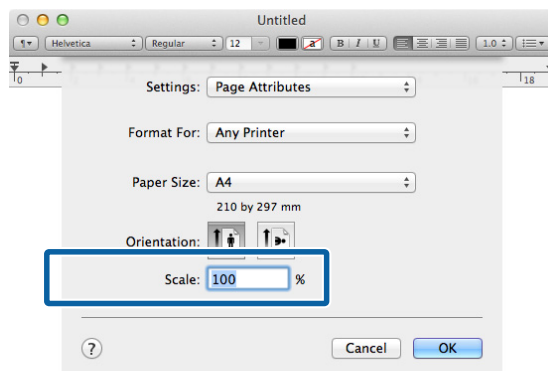 Untitled
¶ Helvetica Regular 12 a B I U 1.0
0 18
Settings: Page Attributes
Format For: Any Printer
Paper Size: A4
210 by 297 mm
Orientation:
Scale: 100 %
? Cancel OK